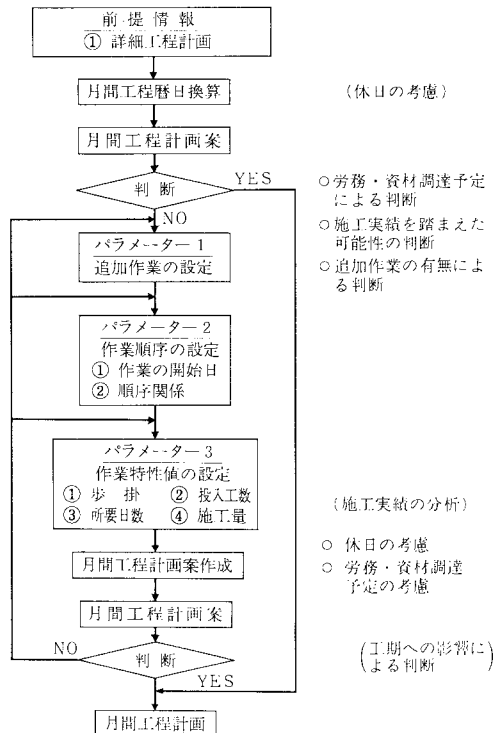 前提情報
① 詳細工程計画
月間工程暦日換算
(休日の考慮)
月間工程計画案
判断
YES
NO
○労務・資材調達予定
による判断
○施工実績を踏まえた
可能性の判断
○追加作業の有無によ
る判断
パラメーター1
追加作業の設定
パラメーター2
作業順序の設定
① 作業の開始日
② 順序関係
パラメーター3
作業特性値の設定
① 歩掛 ② 投入工数
③ 所要日数 ④ 施工量
(施工実績の分析)
月間工程計画案作成
○ 休日の考慮
○ 労務・資材調達
予定の考慮
月間工程計画案
NO
判断
YES
(工期への影響に
よる判断)
月間工程計画